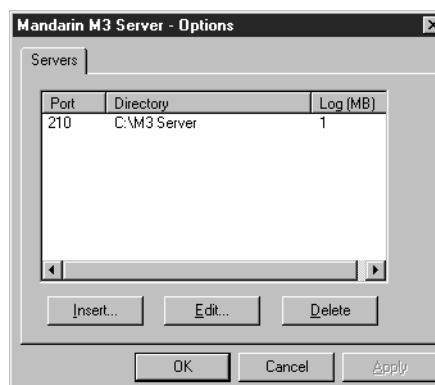 Mandarin M3 Server - Options
Servers
Port Directory Log (MB)
210 C:\M3 Server 1
Insert... Edit... Delete
OK Cancel Apply